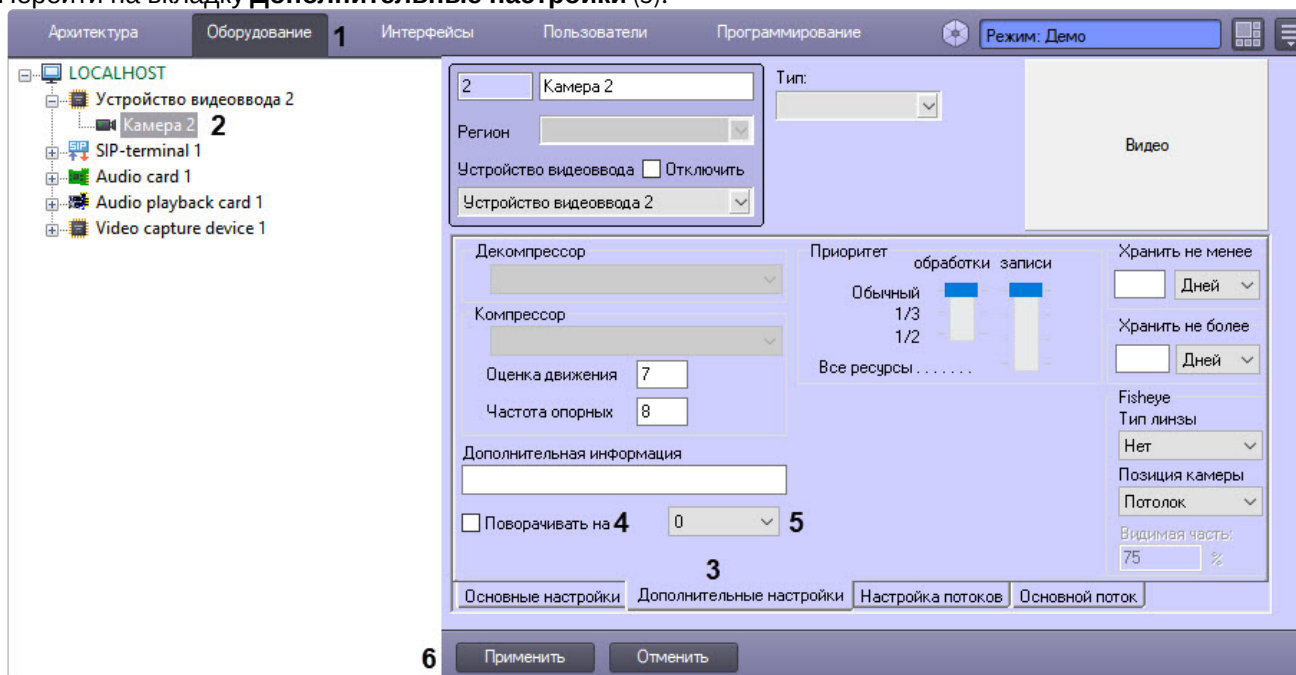 Перейти на вкладку Дополнительные настройки (3).
Архитектура Оборудование 1 Интерфейсы Пользователи Программирование Режим: Демо
LOCALHOST
Устройство видеоввода 2
Камера 2 2
SIP-terminal 1
Audio card 1
Audio playback card 1
Video capture device 1
2 Камера 2
Тип:
Регион
Устройство видеоввода Отключить
Устройство видеоввода 2
Видео
Декомпрессор
Компрессор
Оценка движения 7
Частота опорных 8
Дополнительная информация
Поворачивать на 4 0 5
Приоритет
обработки записи
Обычный
1/3
1/2
Все ресурсы . . . . . . .
Хранить не менее
Дней
Хранить не более
Дней
Fisheye
Тип линзы
Нет
Позиция камеры
Потолок
Видимая часть:
75 %
3
Основные настройки Дополнительные настройки Настройка потоков Основной поток
6 Применить Отменить